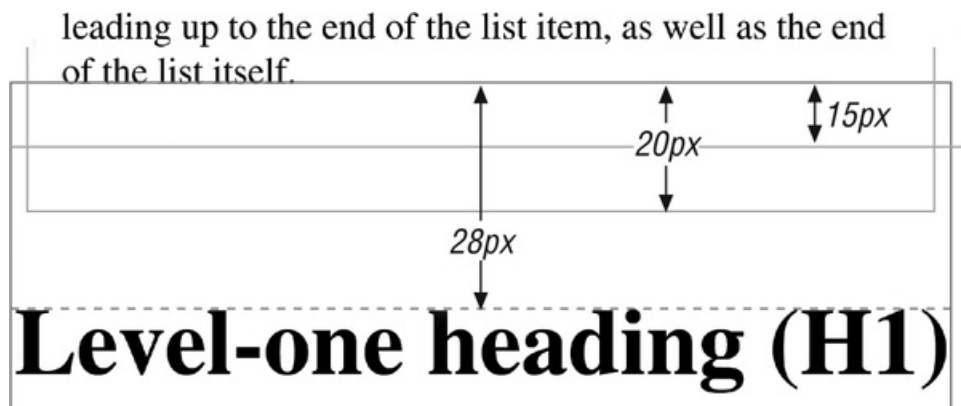 leading up to the end of the list item, as well as the end
of the list itself.
15px
20px
28px
Level-one heading (H1)